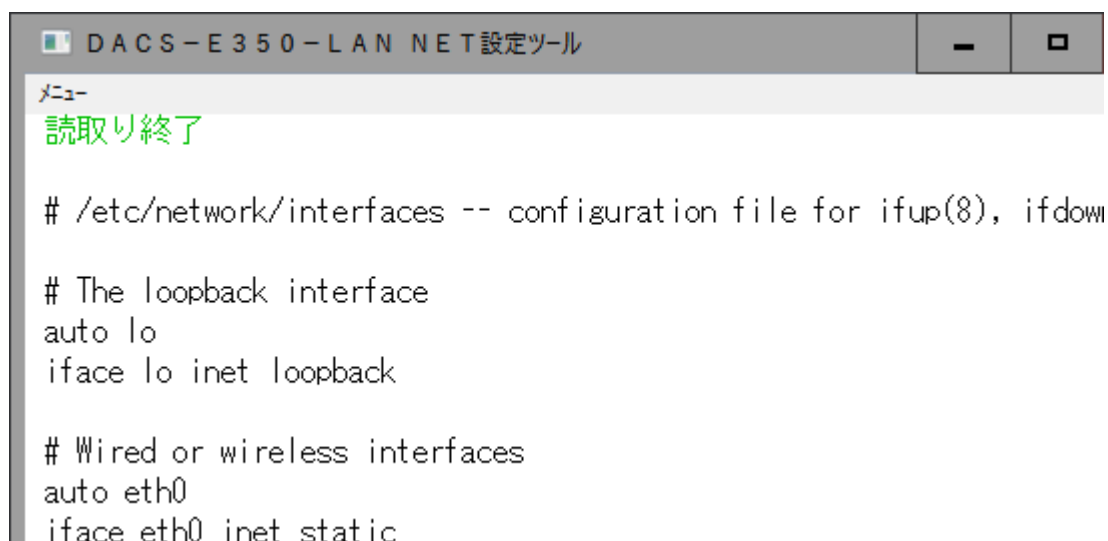 DACS-E350-LAN NET設定ツール
メニュー
読取り終了
# /etc/network/interfaces -- configuration file for ifup(8), ifdow
# The loopback interface
auto lo
iface lo inet loopback
# Wired or wireless interfaces
auto eth0
iface eth0 inet static